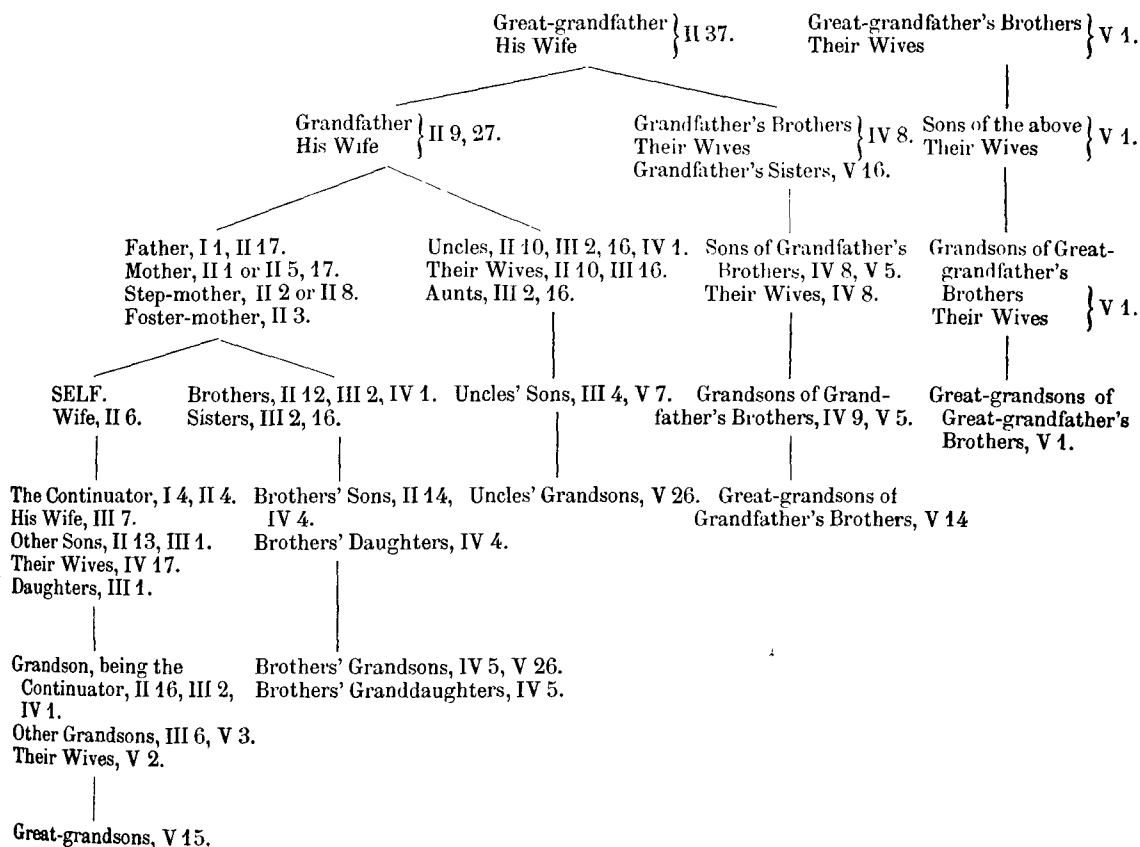 Great-grandfather
His Wife } II 37.
Great-grandfather's Brothers
Their Wives } V 1.
Grandfather
His Wife } II 9, 27.
Grandfather's Brothers
Their Wives } IV 8.
Grandfather's Sisters, V 16.
Sons of the above
Their Wives } V 1.
Father, I 1, II 17.
Mother, II 1 or II 5, 17.
Step-mother, II 2 or II 8.
Foster-mother, II 3.
Uncles, II 10, III 2, 16, IV 1.
Their Wives, II 10, III 16.
Aunts, III 2, 16.
Sons of Grandfather's
Brothers, IV 8, V 5.
Their Wives, IV 8.
Grandsons of Great-
grandfather's
Brothers
Their Wives } V 1.
SELF.
Wife, II 6.
Brothers, II 12, III 2, IV 1.
Sisters, III 2, 16.
Uncles' Sons, III 4, V 7.
Grandsons of Grand-
father's Brothers, IV 9, V 5.
Great-grandsons of
Great-grandfather's
Brothers, V 1.
The Continuator, I 4, II 4.
His Wife, III 7.
Other Sons, II 13, III 1.
Their Wives, IV 17.
Daughters, III 1.
Brothers' Sons, II 14,
IV 4.
Brothers' Daughters, IV 4.
Uncles' Grandsons, V 26.
Great-grandsons of
Grandfather's Brothers, V 14
Grandson, being the
Continuator, II 16, III 2,
IV 1.
Other Grandsons, III 6, V 3.
Their Wives, V 2.
Brothers' Grandsons, IV 5, V 26.
Brothers' Granddaughters, IV 5.
Great-grandsons, V 15.